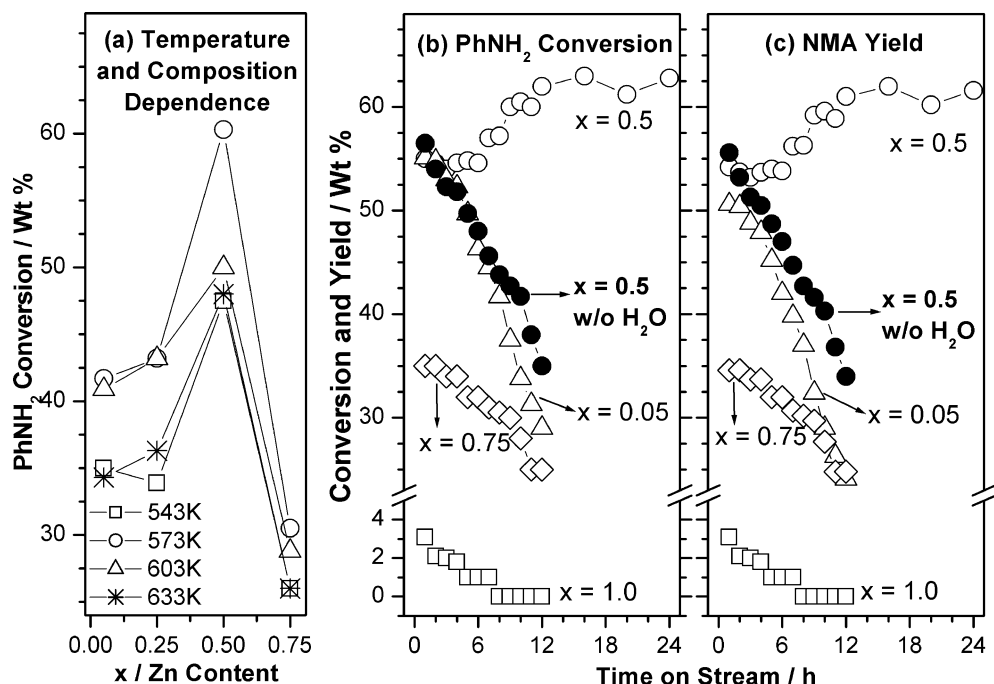 (a) Temperature
and Composition
Dependence
PhNH2 Conversion / Wt %
60
50
40
30
543K
573K
603K
633K
0.00 0.25 0.50 0.75
x / Zn Content
(b) PhNH2 Conversion
Conversion and Yield / Wt %
60
50
40
30
4
2
0
x = 0.5
x = 0.5
w/o H2O
x = 0.05
x = 0.75
x = 1.0
0 6 12 18 24
(c) NMA Yield
x = 0.5
x = 0.5
w/o H2O
x = 0.05
x = 0.75
x = 1.0
0 6 12 18 24
Time on Stream / h